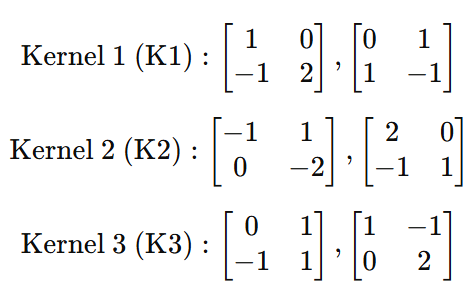 Kernel 1 (K1) : [1 0 -1 2], [0 1 1 -1]
Kernel 2 (K2) : [-1 1 0 -2], [2 0 -1 1]
Kernel 3 (K3) : [0 1 -1 1], [1 -1 0 2]